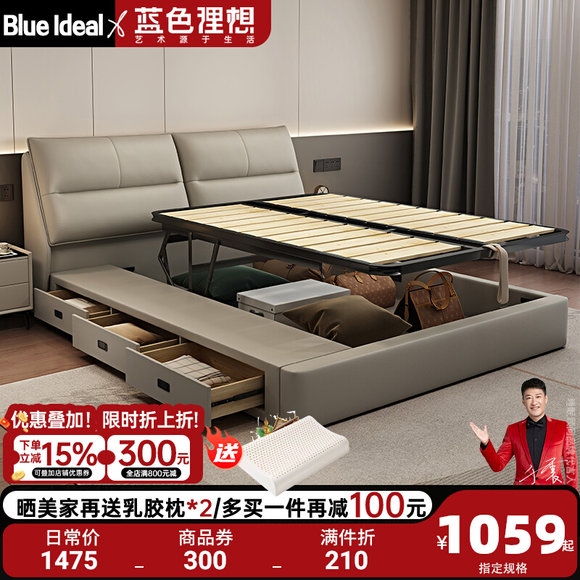 Blue Ideal 蓝色狸想
艺术源于生活
优惠叠加! 限时折上折!
下单立减 15% 300元
可叠加店铺优惠券 全店满800元减
送
晒美家再送乳胶枕*2/多买一件再减100元
日常价 商品券 满件折
1475 - 300 - 210
¥1059起
指定规格